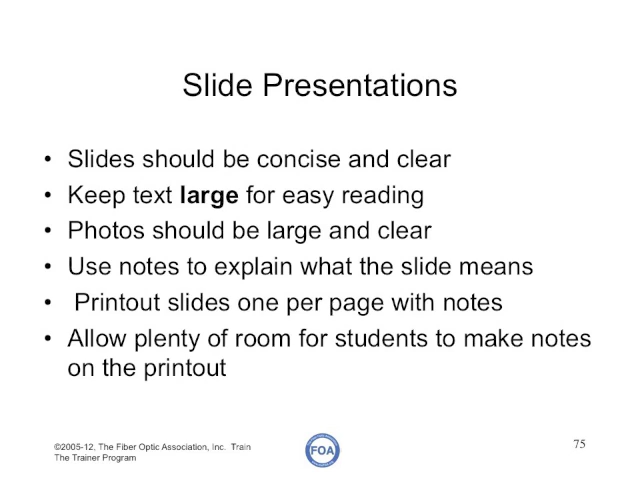 Slide Presentations
• Slides should be concise and clear
• Keep text large for easy reading
• Photos should be large and clear
• Use notes to explain what the slide means
• Printout slides one per page with notes
• Allow plenty of room for students to make notes
on the printout
©2005-12, The Fiber Optic Association, Inc. Train
The Trainer Program
FOA
75